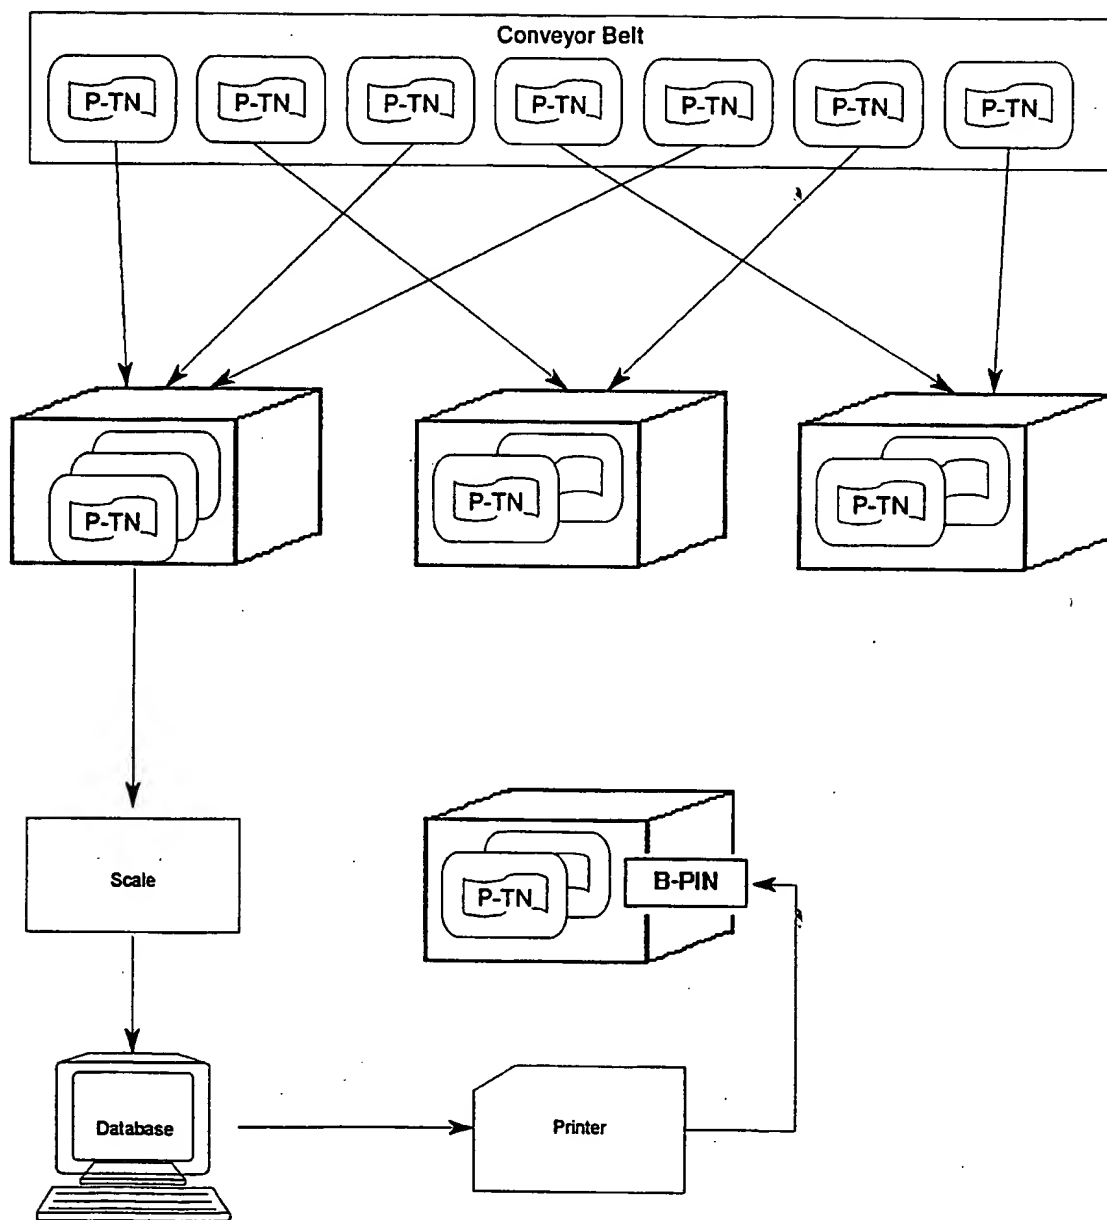 Conveyor Belt
P-TN P-TN P-TN P-TN P-TN P-TN P-TN
P-TN P-TN P-TN
Scale
P-TN B-PIN
Database Printer